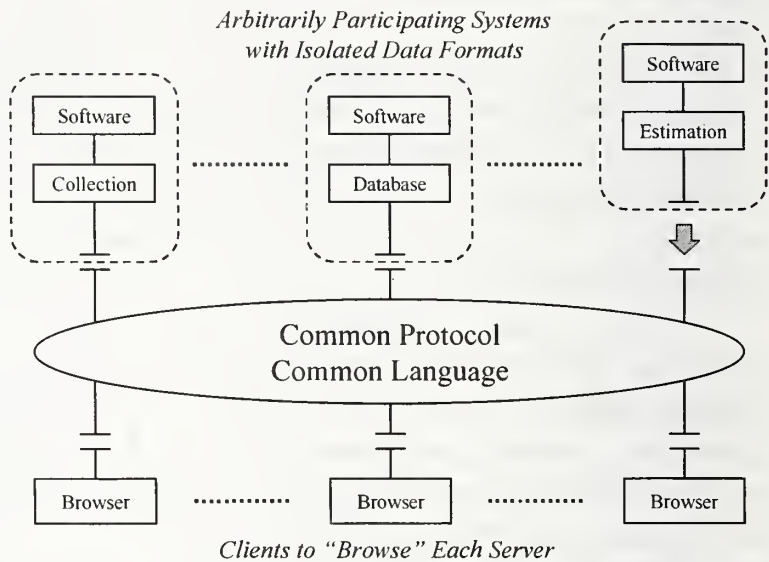 Arbitrarily Participating Systems
with Isolated Data Formats
Software
Collection
Software
Database
Software
Estimation
Common Protocol
Common Language
Browser
Browser
Browser
Clients to “Browse” Each Server